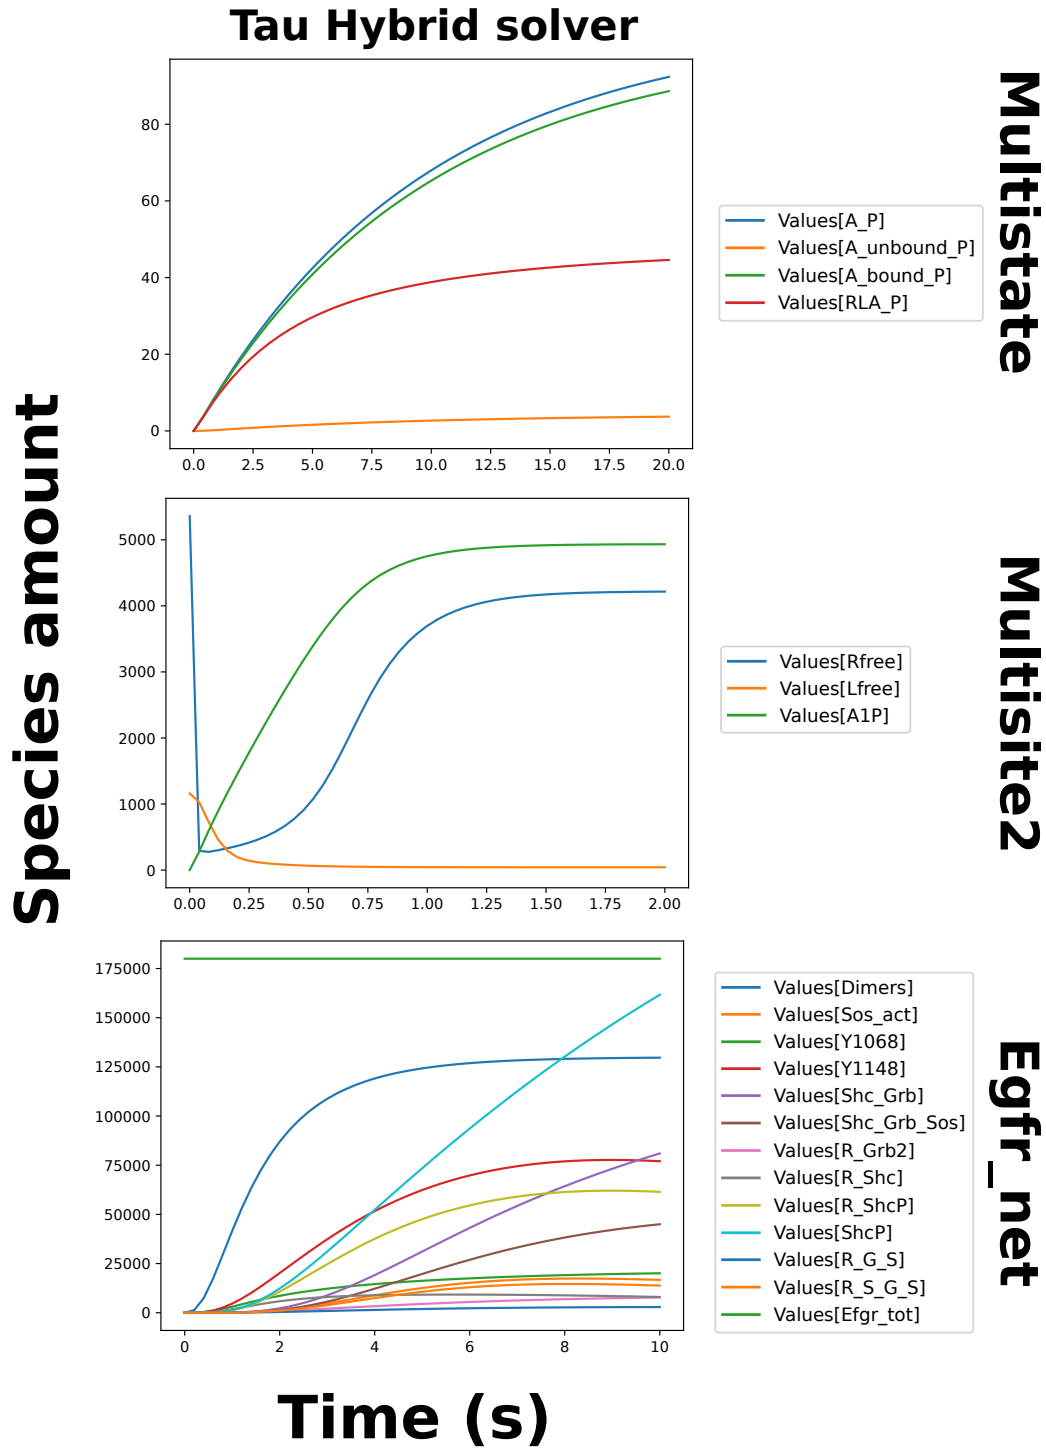 Tau Hybrid solver
Species amount
Multistate
80
60
40
20
0
0.0 2.5 5.0 7.5 10.0 12.5 15.0 17.5 20.0
Values[A_P]
Values[A_unbound_P]
Values[A_bound_P]
Values[RLA_P]
Multisite2
5000
4000
3000
2000
1000
0
0.00 0.25 0.50 0.75 1.00 1.25 1.50 1.75 2.00
Values[Rfree]
Values[Lfree]
Values[A1P]
Egfr_net
175000
150000
125000
100000
75000
50000
25000
0
0 2 4 6 8 10
Values[Dimers]
Values[Sos_act]
Values[Y1068]
Values[Y1148]
Values[Shc_Grb]
Values[Shc_Grb_Sos]
Values[R_Grb2]
Values[R_Shc]
Values[R_ShcP]
Values[ShcP]
Values[R_G_S]
Values[R_S_G_S]
Values[Efgr_tot]
Time (s)